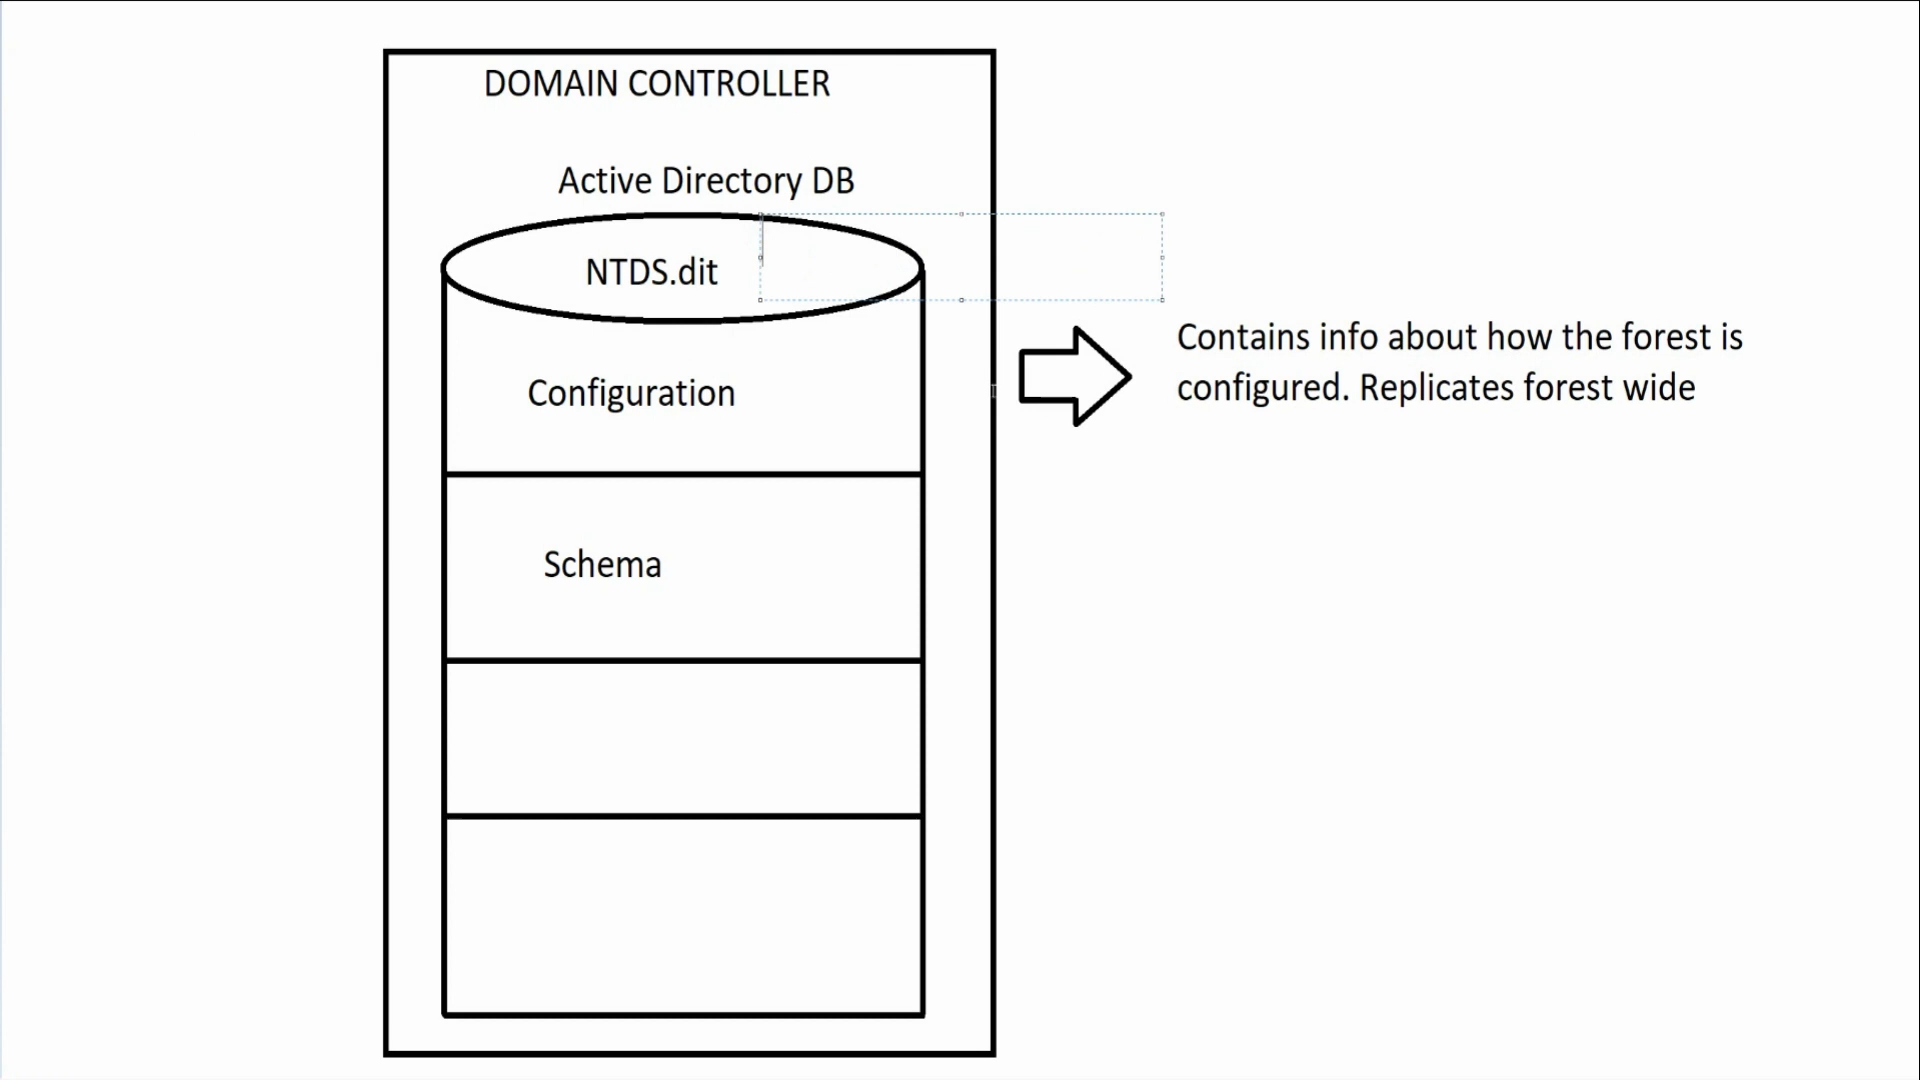 DOMAIN CONTROLLER
Active Directory DB
NTDS.dit
Configuration
Contains info about how the forest is
configured. Replicates forest wide
Schema